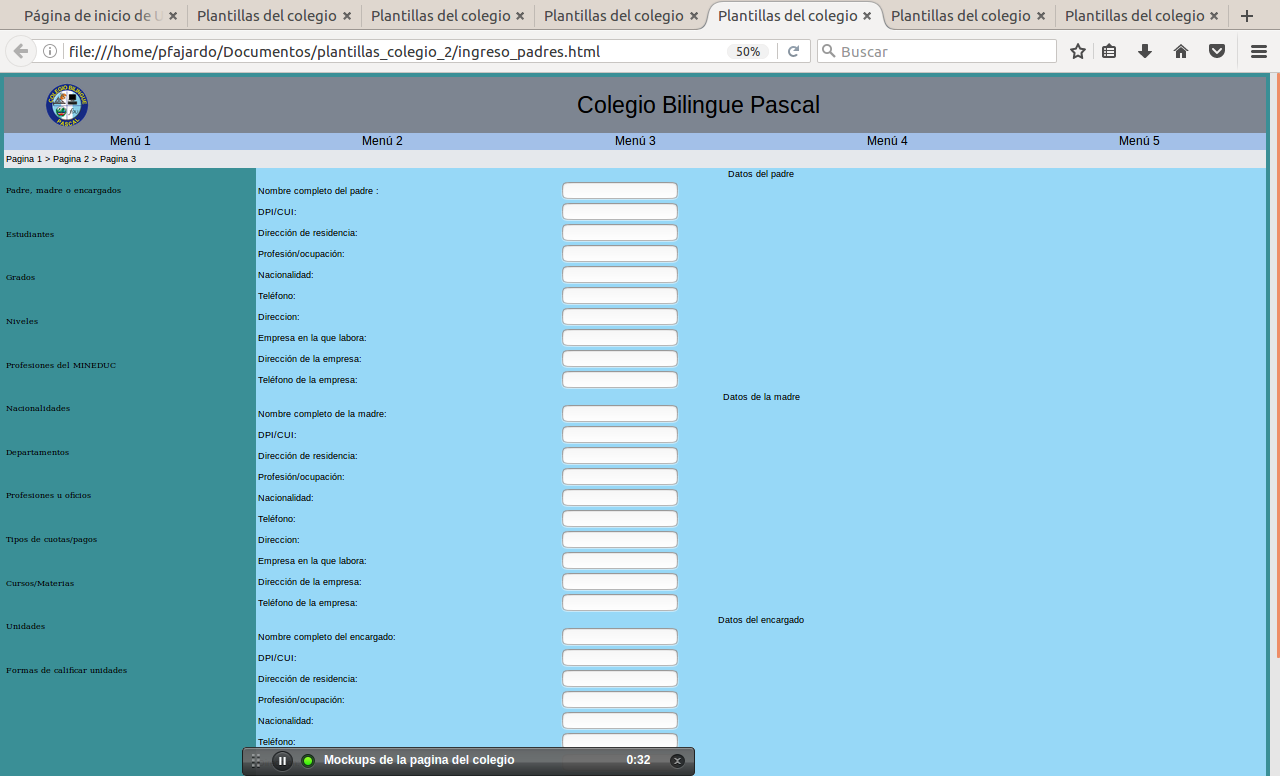 Página de inicio de U
Plantillas del colegio
Plantillas del colegio
Plantillas del colegio
Plantillas del colegio
Plantillas del colegio
Plantillas del colegio
file:///home/pfajardo/Documentos/plantillas_colegio_2/ingreso_padres.html
50%
Buscar
COLEGIO BILINGUE
PASCAL
Colegio Bilingue Pascal
Menú 1 Menú 2 Menú 3 Menú 4 Menú 5
Pagina 1 > Pagina 2 > Pagina 3
Padre, madre o encargados
Estudiantes
Grados
Niveles
Profesiones del MINEDUC
Nacionalidades
Departamentos
Profesiones u oficios
Tipos de cuotas/pagos
Cursos/Materias
Unidades
Formas de calificar unidades
Datos del padre
Nombre completo del padre :
DPI/CUI:
Dirección de residencia:
Profesión/ocupación:
Nacionalidad:
Teléfono:
Direccion:
Empresa en la que labora:
Dirección de la empresa:
Teléfono de la empresa:
Datos de la madre
Nombre completo de la madre:
DPI/CUI:
Dirección de residencia:
Profesión/ocupación:
Nacionalidad:
Teléfono:
Direccion:
Empresa en la que labora:
Dirección de la empresa:
Teléfono de la empresa:
Datos del encargado
Nombre completo del encargado:
DPI/CUI:
Dirección de residencia:
Profesión/ocupación:
Nacionalidad:
Teléfono:
Mockups de la pagina del colegio 0:32